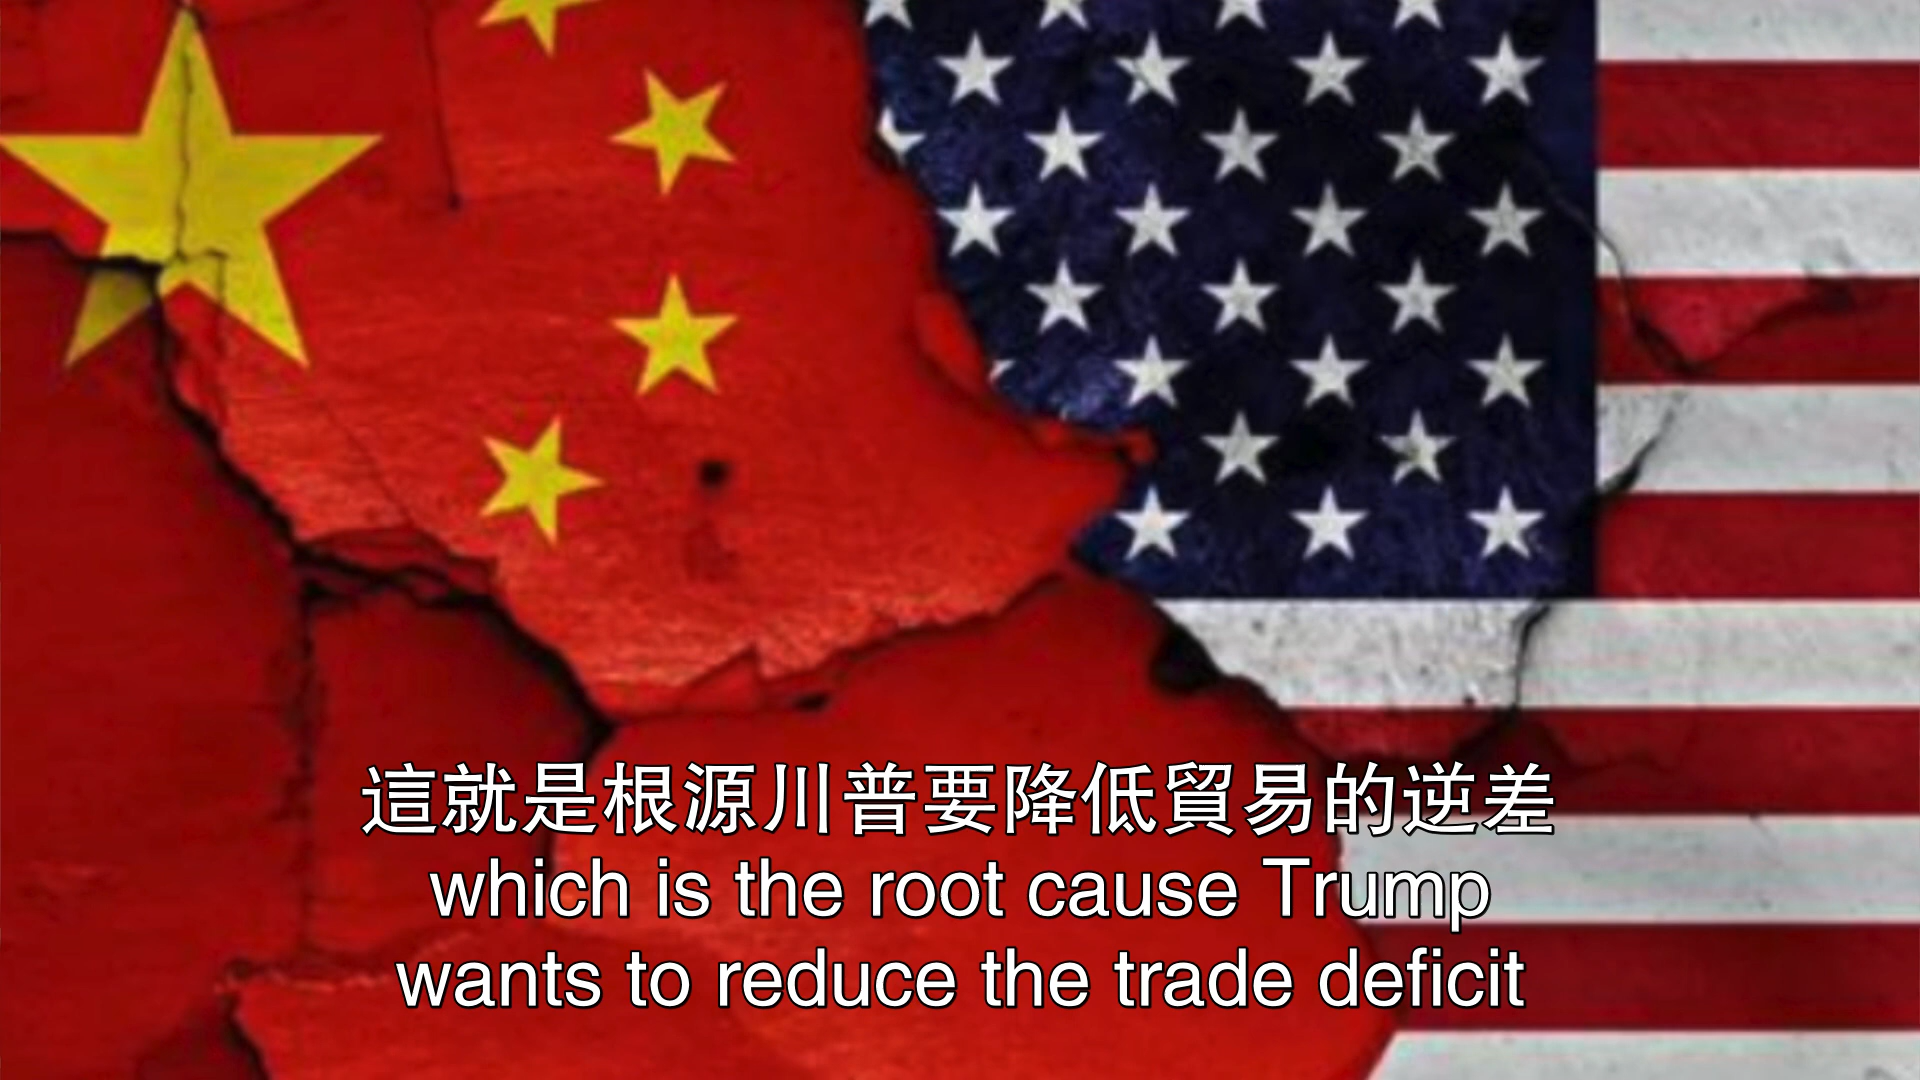 這就是根源川普要降低貿易的逆差
which is the root cause Trump
wants to reduce the trade deficit